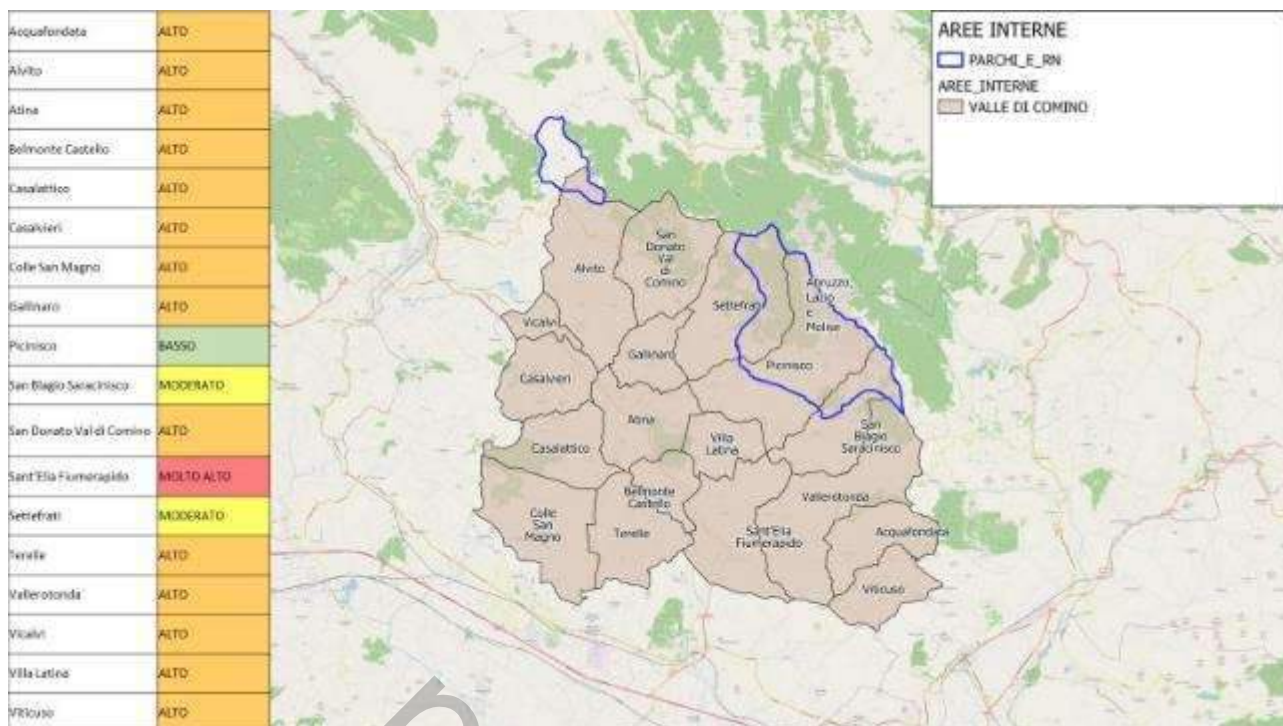 Acquafondata ALTO
Alvito ALTO
Atina ALTO
Belmonte Castello ALTO
Casalattico ALTO
Casalvieri ALTO
Colle San Magno ALTO
Gallinaro ALTO
Picinisco BASSO
San Biagio Saracinisco MODERATO
San Donato Val di Comino ALTO
Sant'Elia Fiumerapido MOLTO ALTO
Settefrati MODERATO
Terelle ALTO
Vallerotonda ALTO
Vicalvi ALTO
Villa Latina ALTO
Viticuso ALTO
San
Donato
Val
di
Comino
Alvito
Settefrati
Abruzzo,
Lazio
e
Molise
Vicalvi
Gallinaro
Picinisco
Casalvieri
Atina
Villa
Latina
San
Biagio
Saracinisco
Casalattico
Belmonte
Castello
Vallerotonda
Colle
San
Magno
Terelle
Sant'Elia
Fiumerapido
Acquafondata
Viticuso
AREE INTERNE
PARCHI_E_RN
AREE_INTERNE
VALLE DI COMINO